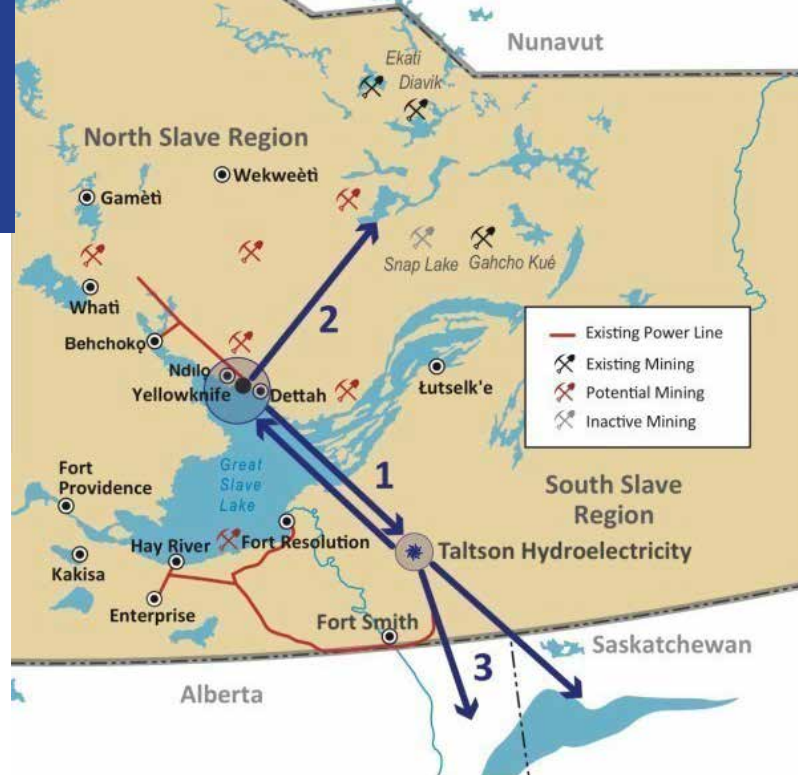 Nunavut
Ekati
Diavik
North Slave Region
Wekweètì
Gamètì
Snap Lake
Gahcho Kué
Whatì
2
Behchokǫ
Existing Power Line
Existing Mining
Potential Mining
Inactive Mining
Ndılo
Yellowknife
Dettah
Łutselk'e
Fort
Providence
Great
Slave
Lake
1
South Slave
Region
Hay River
Fort Resolution
Taltson Hydroelectricity
Kakisa
Enterprise
Fort Smith
Saskatchewan
3
Alberta